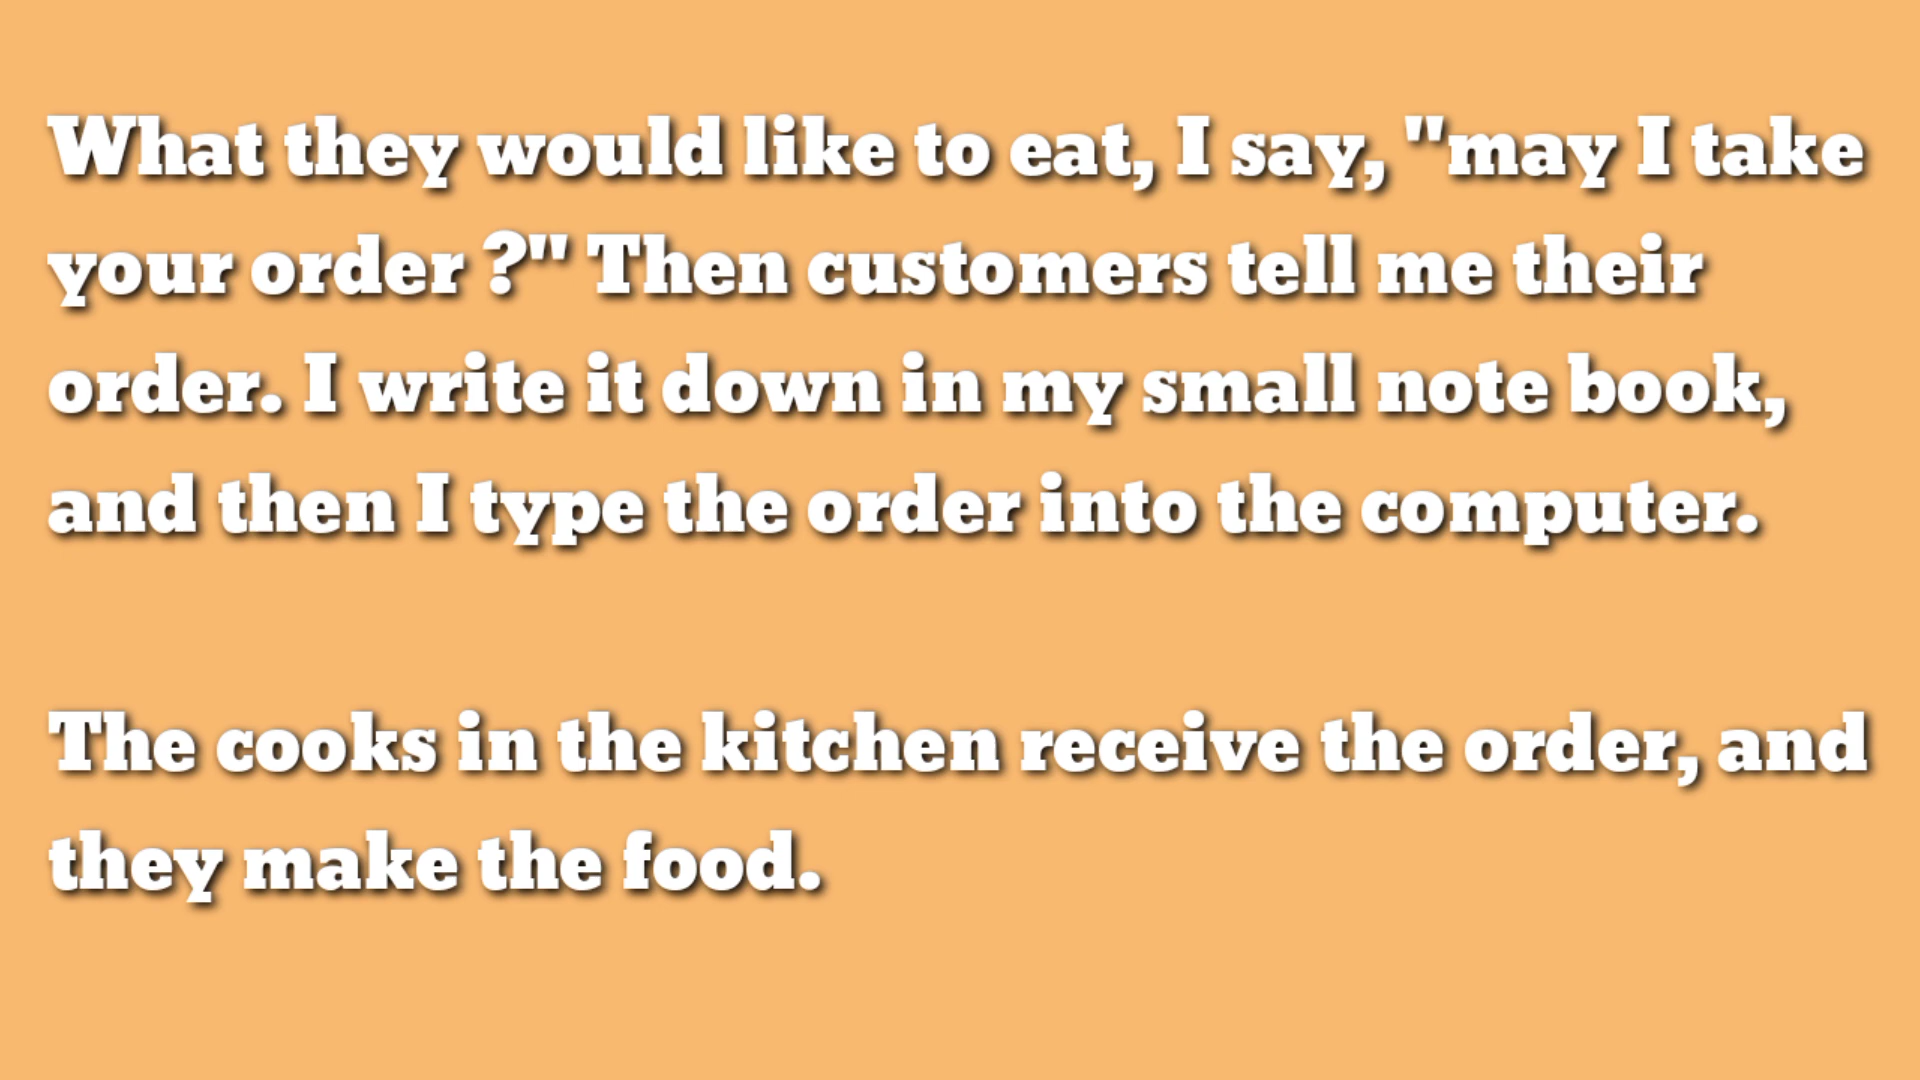 What they would like to eat, I say, "may I take
your order ?" Then customers tell me their
order. I write it down in my small note book,
and then I type the order into the computer.
The cooks in the kitchen receive the order, and
they make the food.